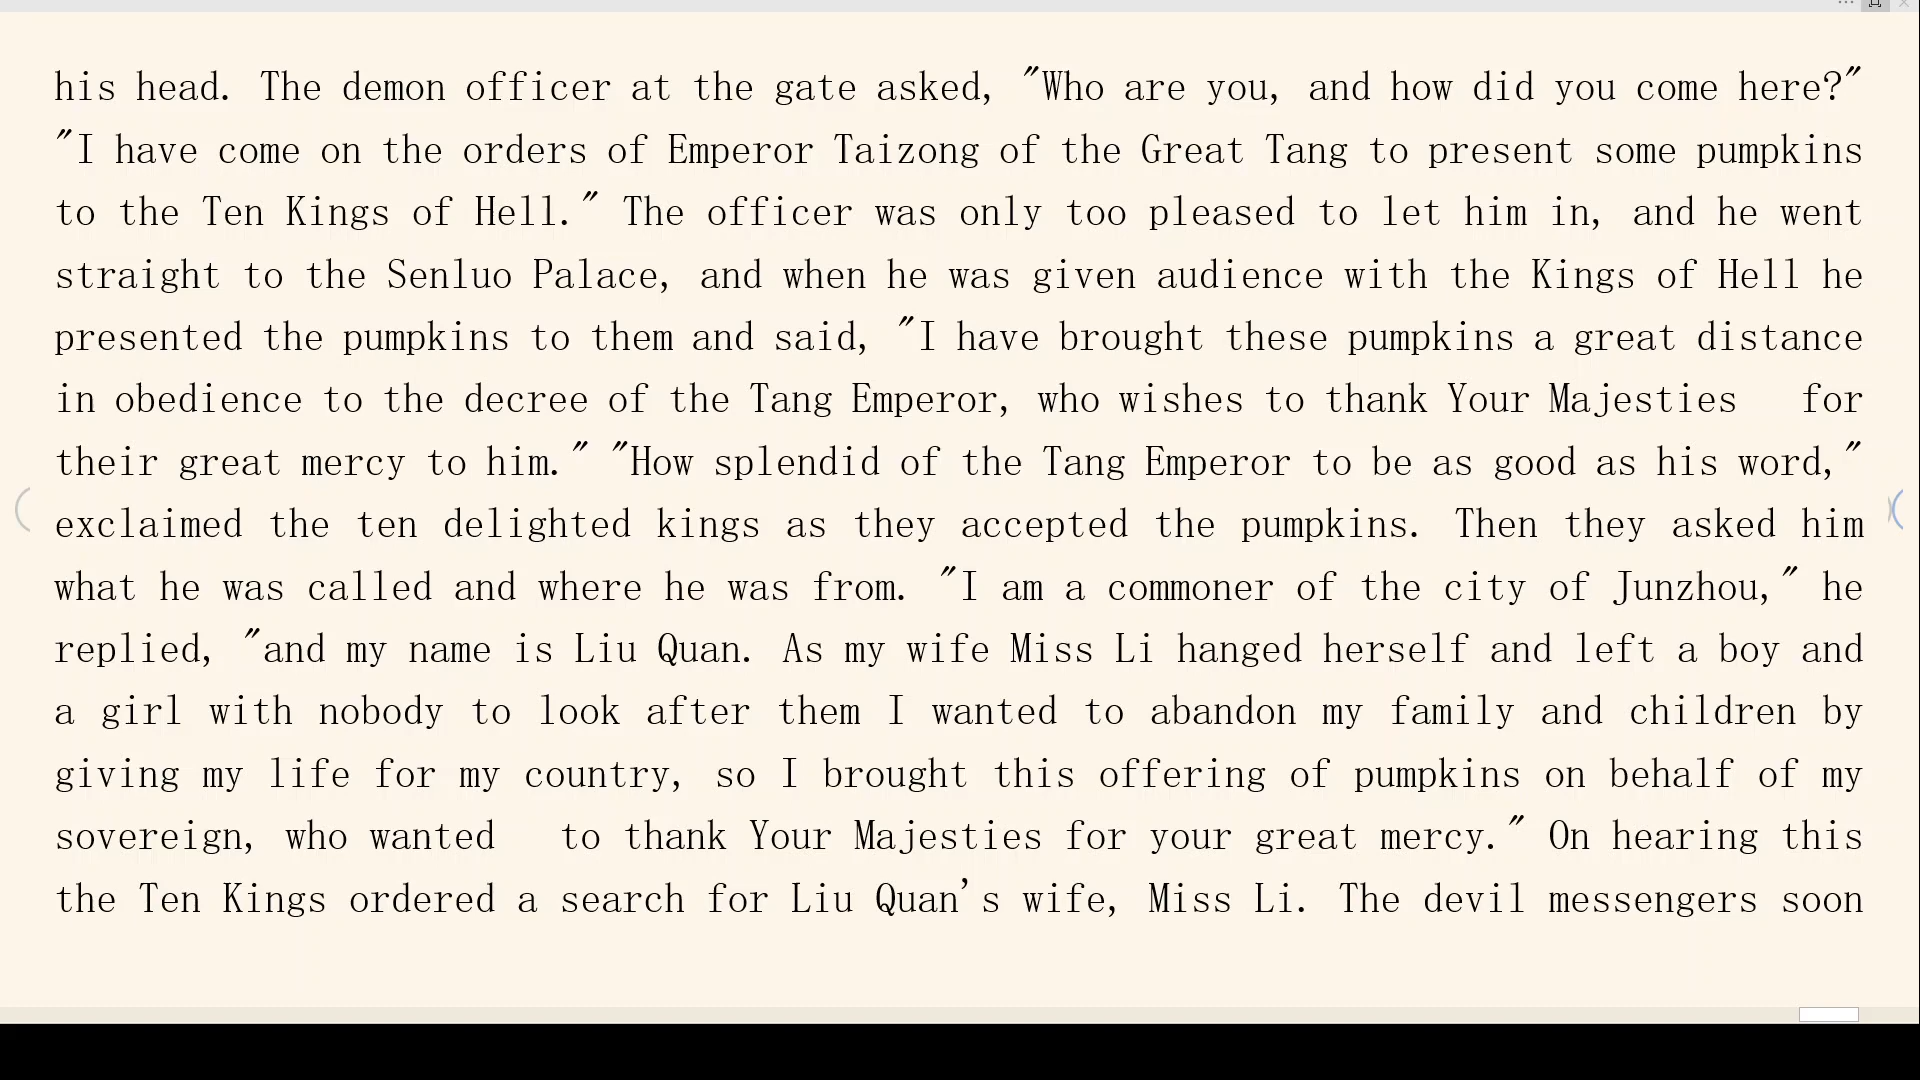 his head. The demon officer at the gate asked, "Who are you, and how did you come here?"
"I have come on the orders of Emperor Taizong of the Great Tang to present some pumpkins
to the Ten Kings of Hell." The officer was only too pleased to let him in, and he went
straight to the Senluo Palace, and when he was given audience with the Kings of Hell he
presented the pumpkins to them and said, "I have brought these pumpkins a great distance
in obedience to the decree of the Tang Emperor, who wishes to thank Your Majesties for
their great mercy to him." "How splendid of the Tang Emperor to be as good as his word,"
exclaimed the ten delighted kings as they accepted the pumpkins. Then they asked him
what he was called and where he was from. "I am a commoner of the city of Junzhou," he
replied, "and my name is Liu Quan. As my wife Miss Li hanged herself and left a boy and
a girl with nobody to look after them I wanted to abandon my family and children by
giving my life for my country, so I brought this offering of pumpkins on behalf of my
sovereign, who wanted to thank Your Majesties for your great mercy." On hearing this
the Ten Kings ordered a search for Liu Quan's wife, Miss Li. The devil messengers soon